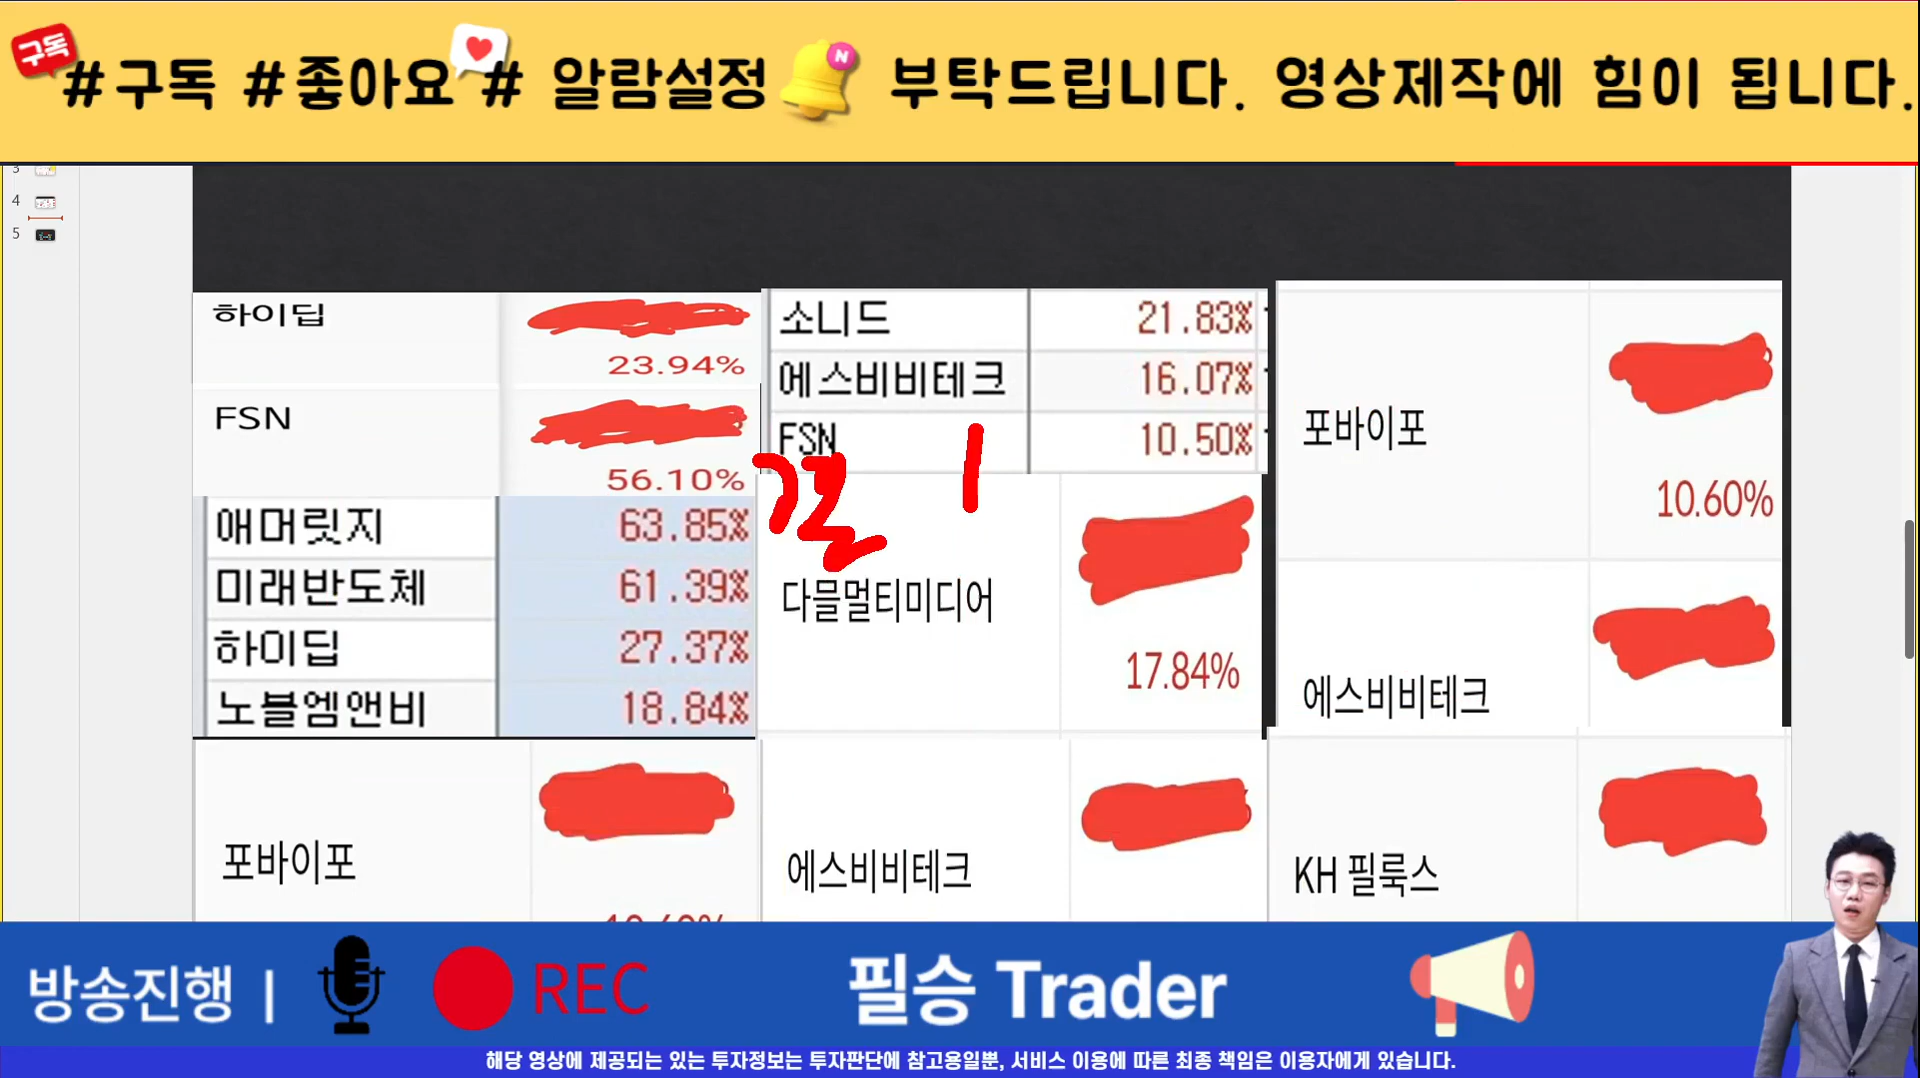 구독
#구독 #좋아요 # 알람설정 N 부탁드립니다. 영상제작에 힘이 됩니다.
3
4
5
하이딥
23.94%
FSN
56.10%
애머릿지 63.85%
미래반도체 61.39%
하이딥 27.37%
노블엠앤비 18.84%
소니드 21.83%
에스비비테크 16.07%
FSN 10.50%
다믈멀티미디어
17.84%
포바이포
10.60%
에스비비테크
포바이포
에스비비테크
KH 필룩스
방송진행 | REC 필승 Trader
해당 영상에 제공되는 있는 투자정보는 투자판단에 참고용일뿐, 서비스 이용에 따른 최종 책임은 이용자에게 있습니다.